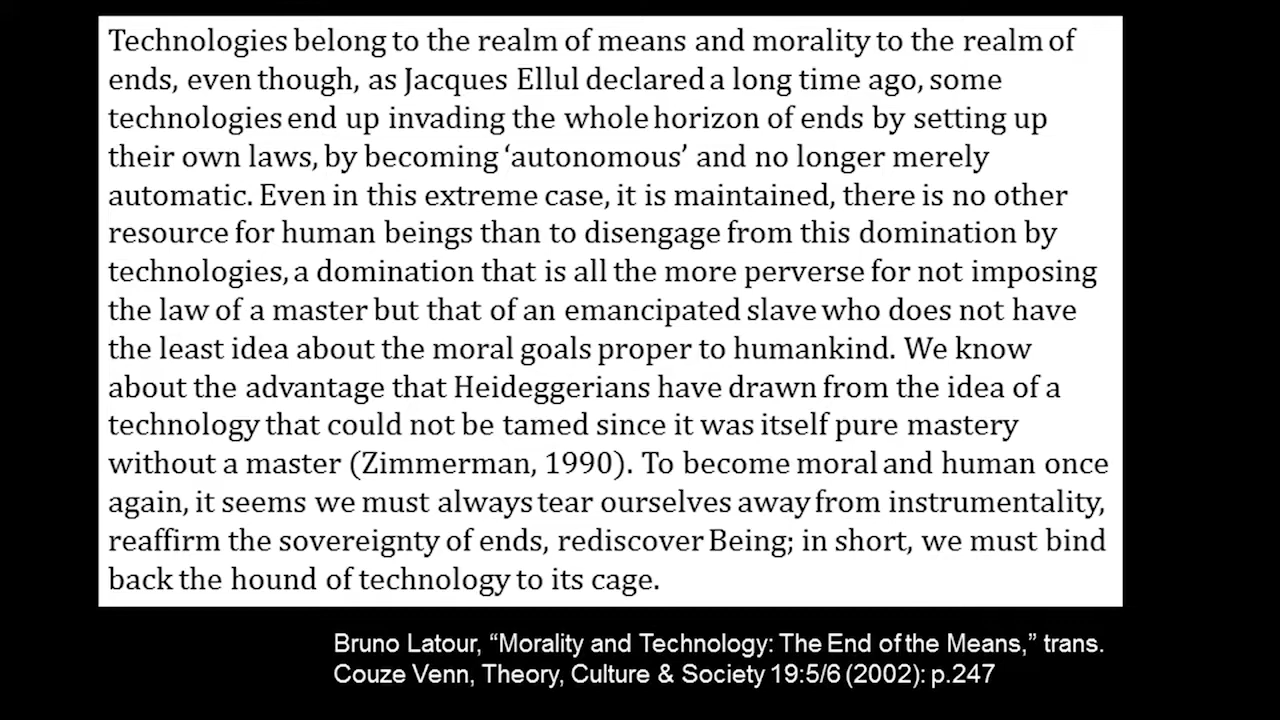 Technologies belong to the realm of means and morality to the realm of
ends, even though, as Jacques Ellul declared a long time ago, some
technologies end up invading the whole horizon of ends by setting up
their own laws, by becoming ‘autonomous’ and no longer merely
automatic. Even in this extreme case, it is maintained, there is no other
resource for human beings than to disengage from this domination by
technologies, a domination that is all the more perverse for not imposing
the law of a master but that of an emancipated slave who does not have
the least idea about the moral goals proper to humankind. We know
about the advantage that Heideggerians have drawn from the idea of a
technology that could not be tamed since it was itself pure mastery
without a master (Zimmerman, 1990). To become moral and human once
again, it seems we must always tear ourselves away from instrumentality,
reaffirm the sovereignty of ends, rediscover Being; in short, we must bind
back the hound of technology to its cage.
Bruno Latour, “Morality and Technology: The End of the Means,” trans.
Couze Venn, Theory, Culture & Society 19:5/6 (2002): p.247